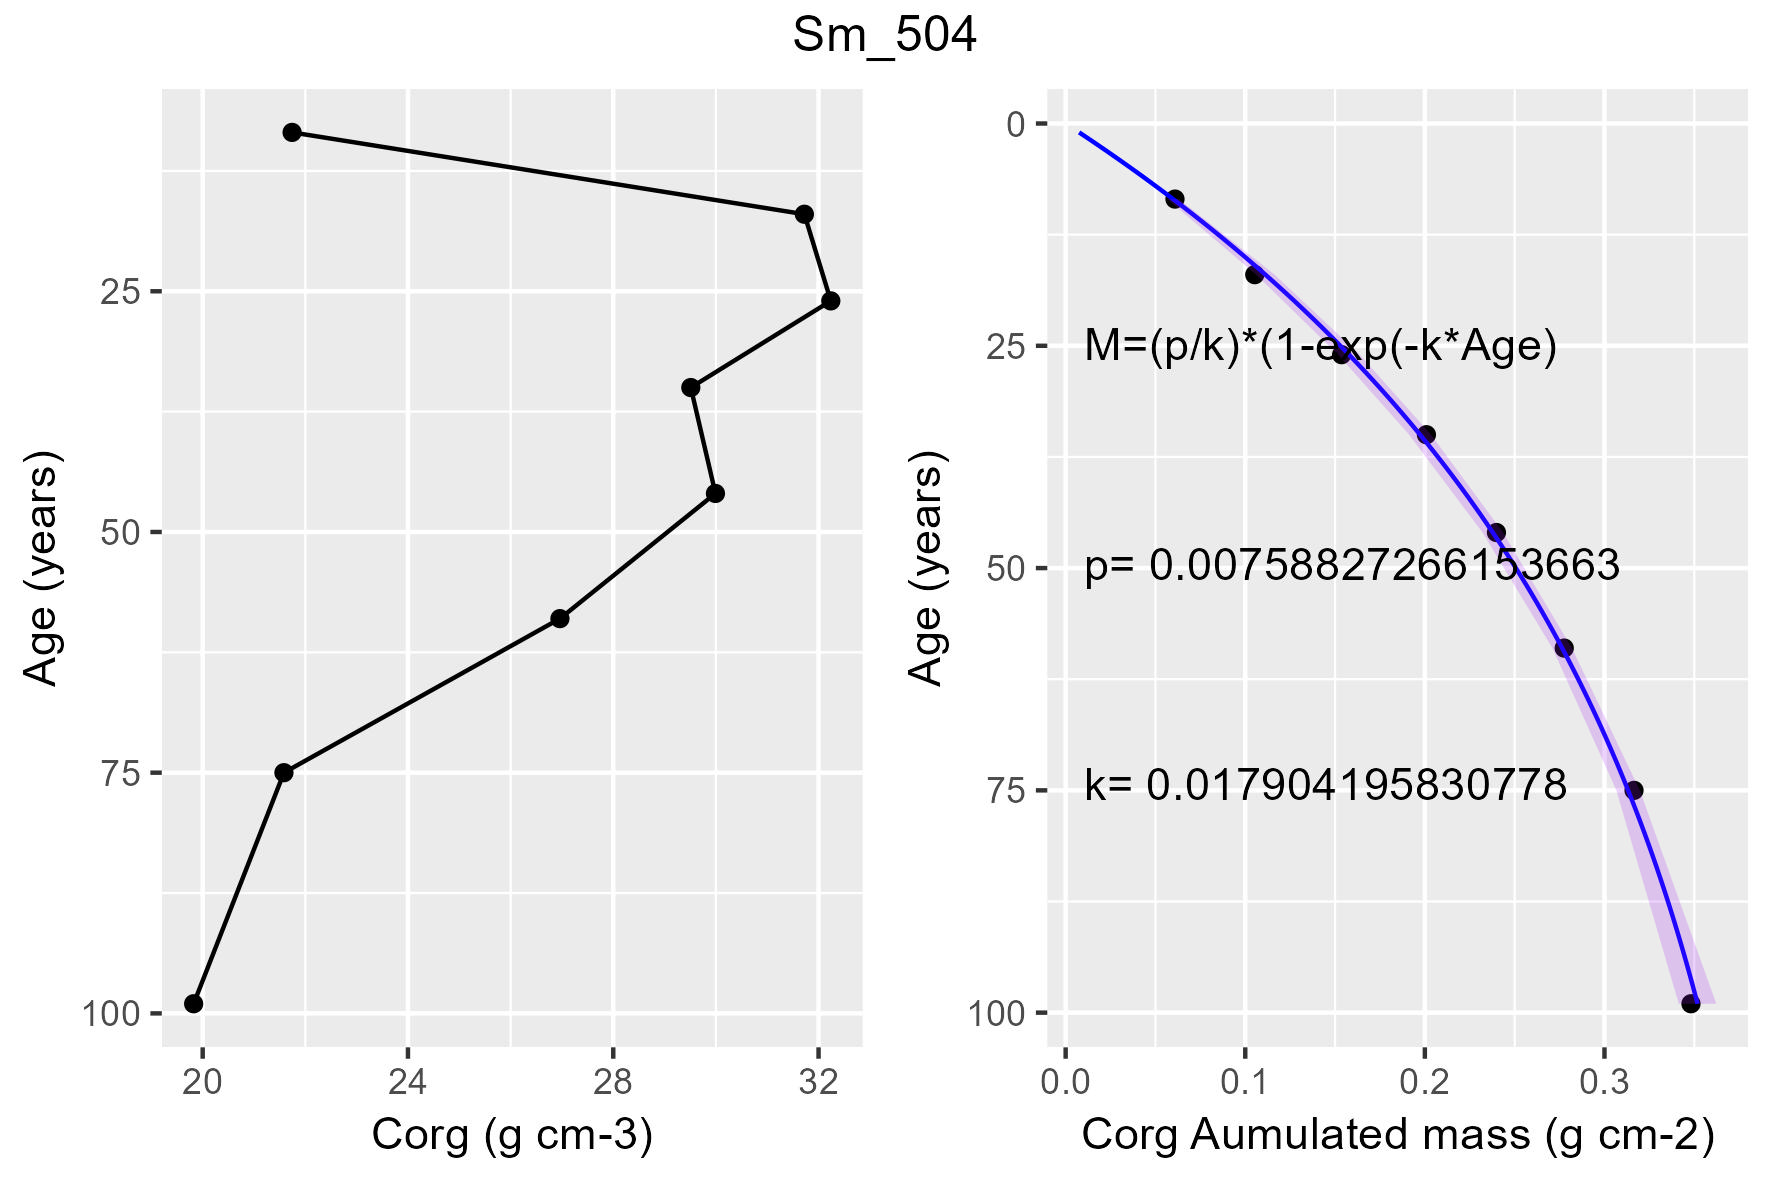 Sm_504
Age (years)
25
50
75
100
20 24 28 32
Corg (g cm-3)
Age (years)
0
25
50
75
100
M=(p/k)*(1-exp(-k*Age)
p= 0.00758827266153663
k= 0.017904195830778
0.0 0.1 0.2 0.3
Corg Aumulated mass (g cm-2)